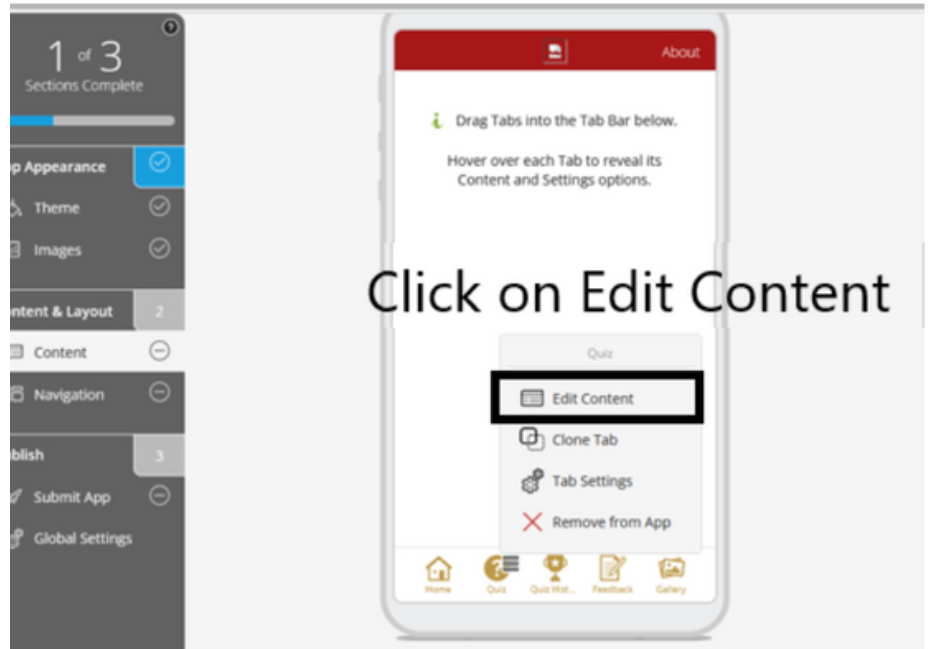 1 of 3
Sections Complete
p Appearance
Theme
Images
ntent & Layout 2
Content
Navigation
blish 3
Submit App
Global Settings
About
i Drag Tabs into the Tab Bar below.
Hover over each Tab to reveal its
Content and Settings options.
Click on Edit Content
Quiz
Edit Content
Clone Tab
Tab Settings
Remove from App
Home Quiz Quiz Hist... Feedback Gallery